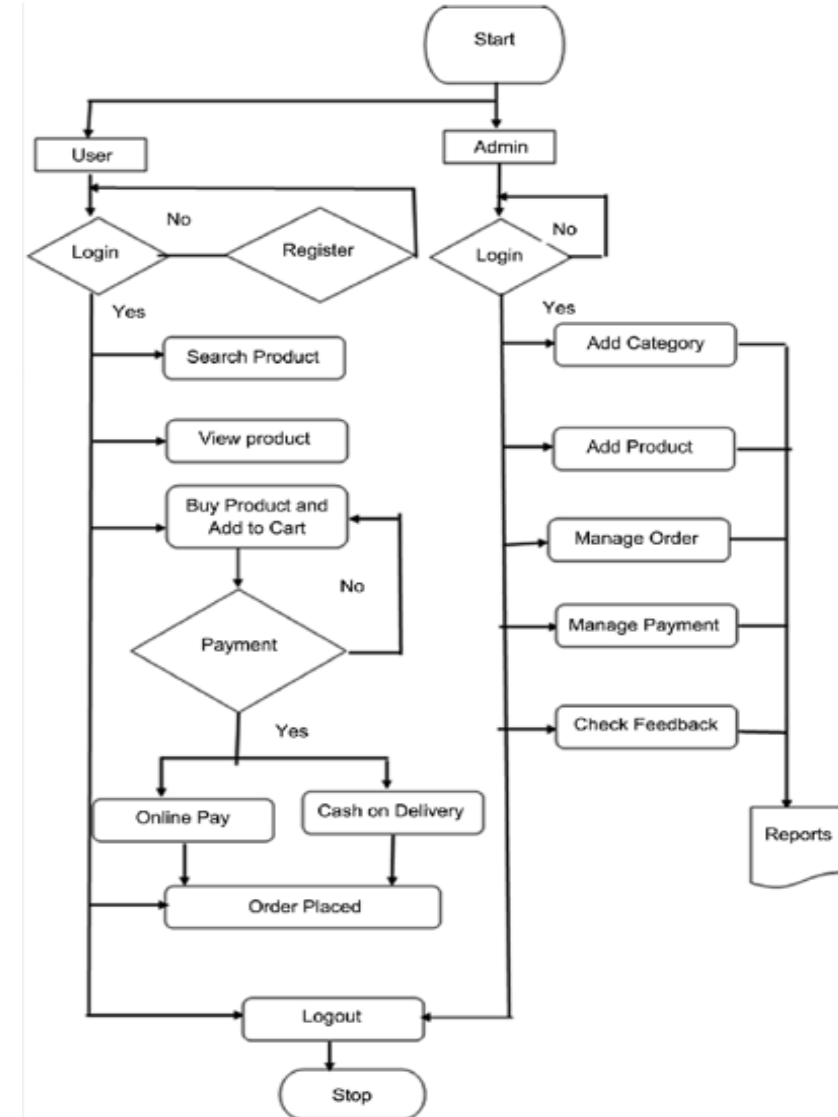 Start
User
Admin
No
Login
Register
No
Login
Yes
Yes
Search Product
Add Category
View product
Add Product
Buy Product and
Add to Cart
Manage Order
No
Payment
Manage Payment
Yes
Check Feedback
Online Pay
Cash on Delivery
Reports
Order Placed
Logout
Stop